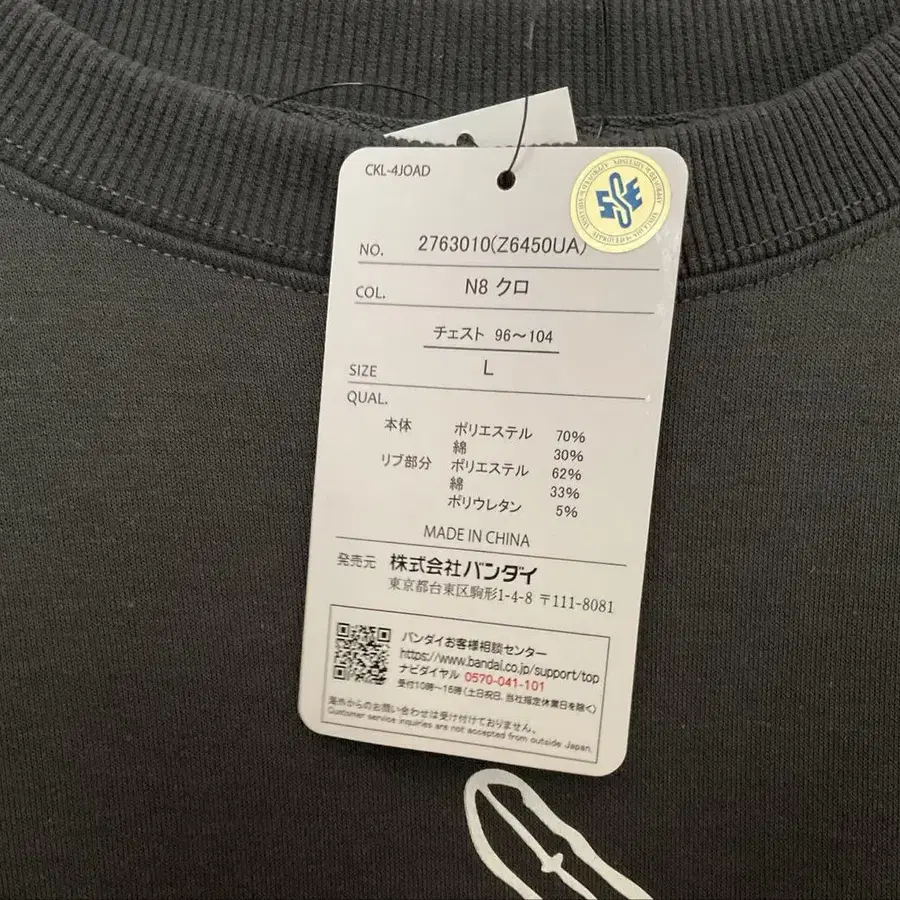 CKL-4JOAD
SSE
NO. 2763010(Z6450UA)
COL. N8 クロ
チェスト 96〜104
SIZE L
QUAL.
本体 ポリエステル 70%
綿 30%
リブ部分 ポリエステル 62%
綿 33%
ポリウレタン 5%
MADE IN CHINA
発売元 株式会社バンダイ
東京都台東区駒形1-4-8 〒111-8081
バンダイお客様相談センター
https://www.bandai.co.jp/support/top
ナビダイヤル 0570-041-101
受付10時〜16時(土日祝日、当社指定休業日を除く)
海外からのお問い合わせは受け付けておりません。
Customer service inquiries are not accepted from outside Japan.